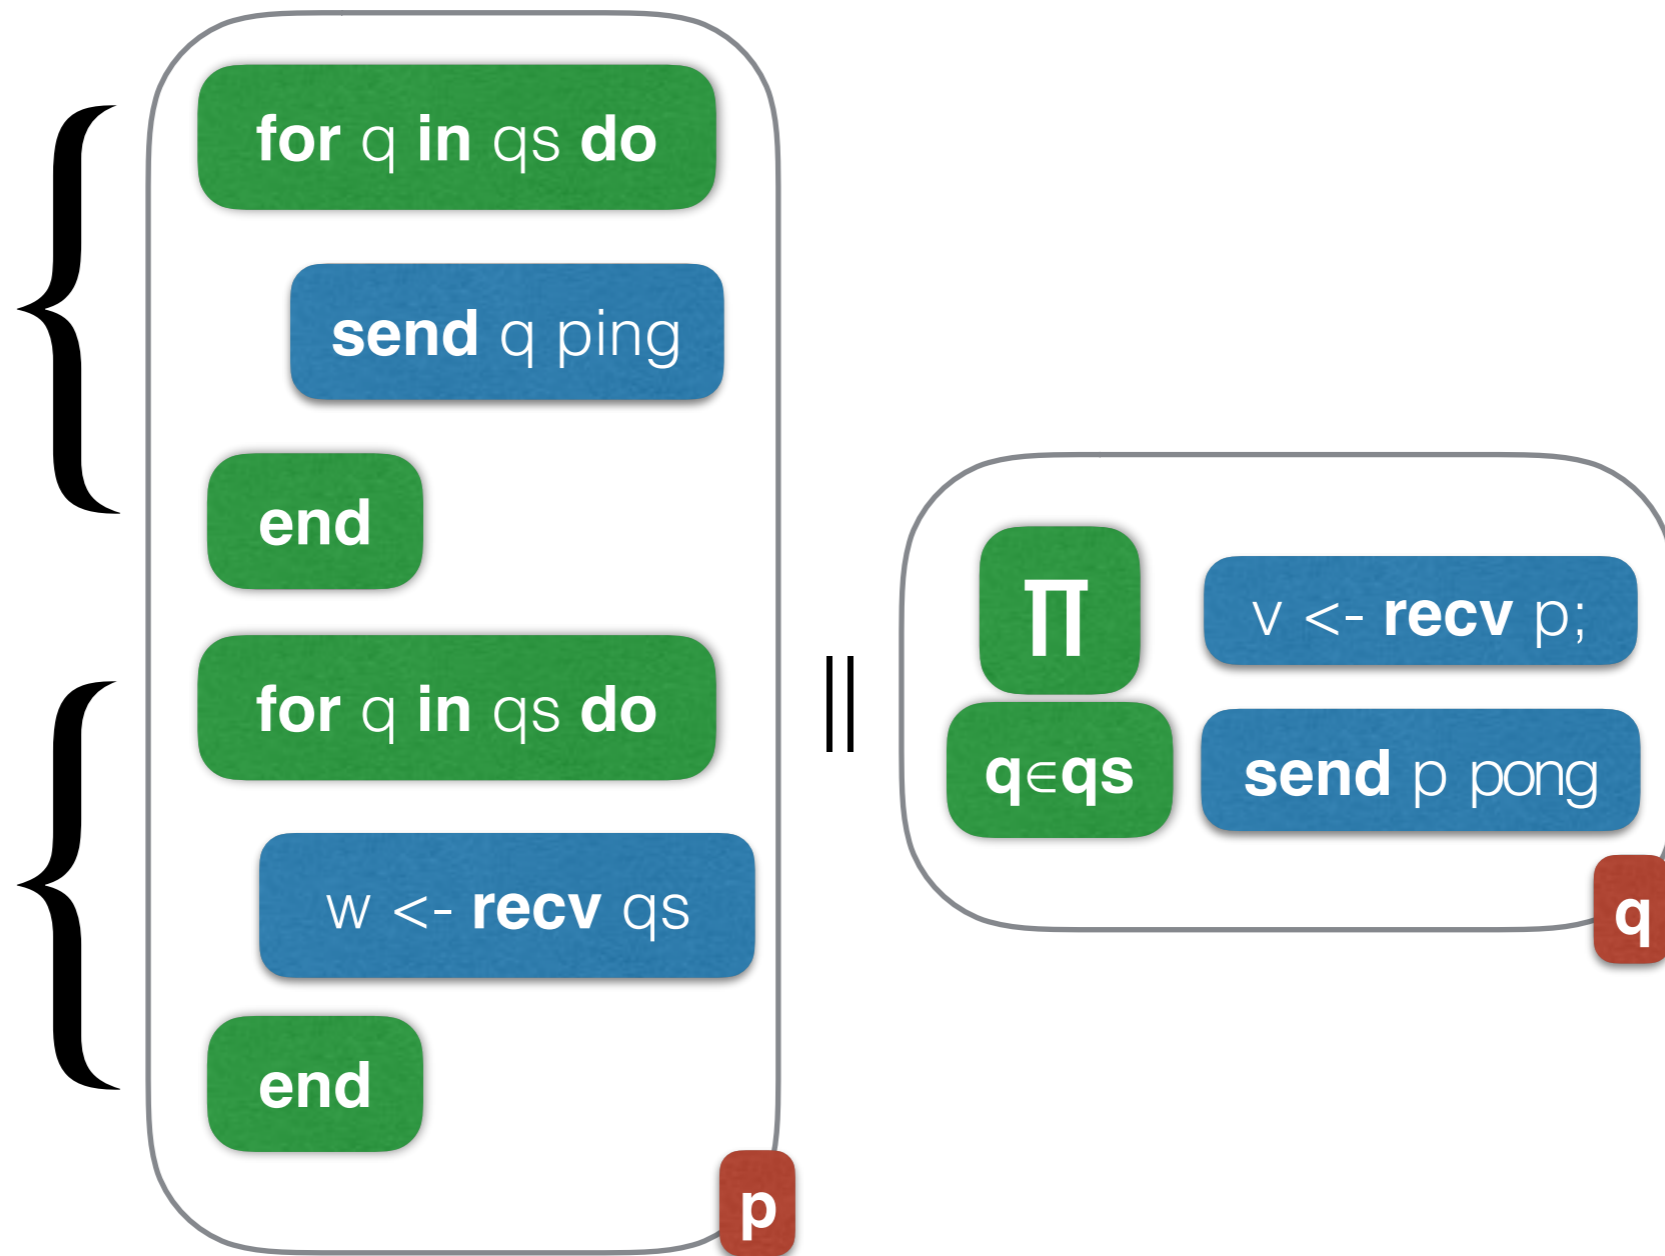 for q in qs do
send q ping
end
for q in qs do
w <- recv qs
end
p
||
∏
q∈qs
v <- recv p;
send p pong
q